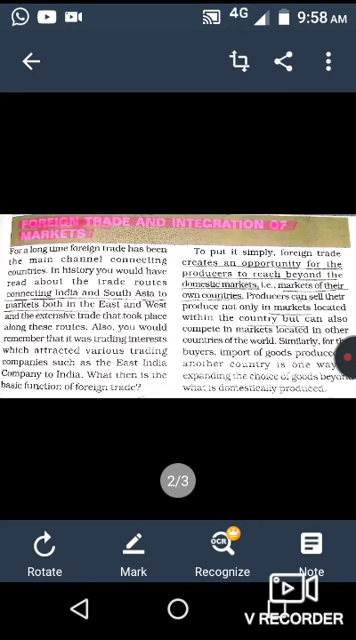 4G 9:58 AM
FOREIGN TRADE AND INTEGRATION OF
MARKETS
For a long time foreign trade has been
the main channel connecting
countries. In history you would have
read about the trade routes
connecting India and South Asia to
markets both in the East and West
and the extensive trade that took place
along these routes. Also, you would
remember that it was trading interests
which attracted various trading
companies such as the East India
Company to India. What then is the
basic function of foreign trade?
To put it simply, foreign trade
creates an opportunity for the
producers to reach beyond the
domestic markets, i.e., markets of their
own countries. Producers can sell their
produce not only in markets located
within the country but can also
compete in markets located in other
countries of the world. Similarly, for the
buyers, import of goods produced
another country is one way
expanding the choice of goods beyond
what is domestically produced.
2/3
OCR
Rotate
Mark
Recognize
Note
V RECORDER